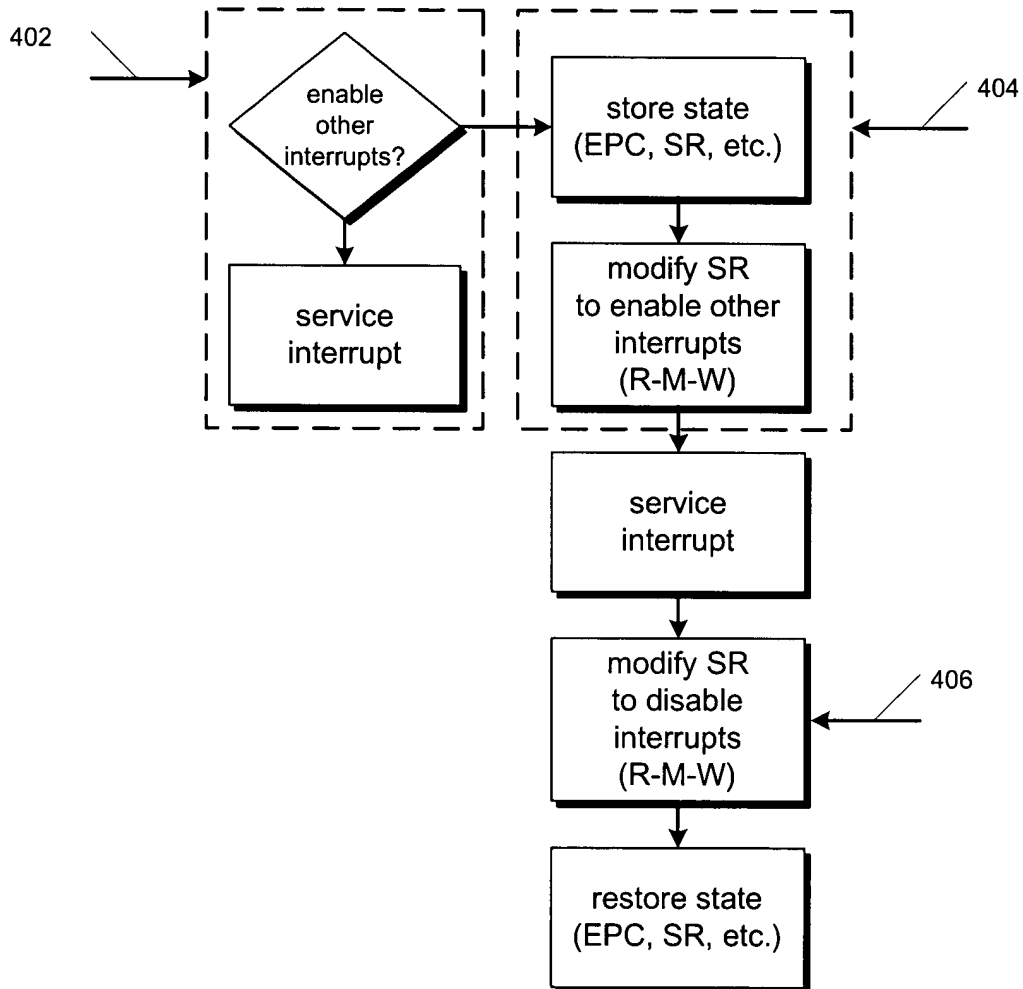 402
enable
other
interrupts?
service
interrupt
store state
(EPC, SR, etc.)
404
modify SR
to enable other
interrupts
(R-M-W)
service
interrupt
modify SR
to disable
interrupts
(R-M-W)
406
restore state
(EPC, SR, etc.)